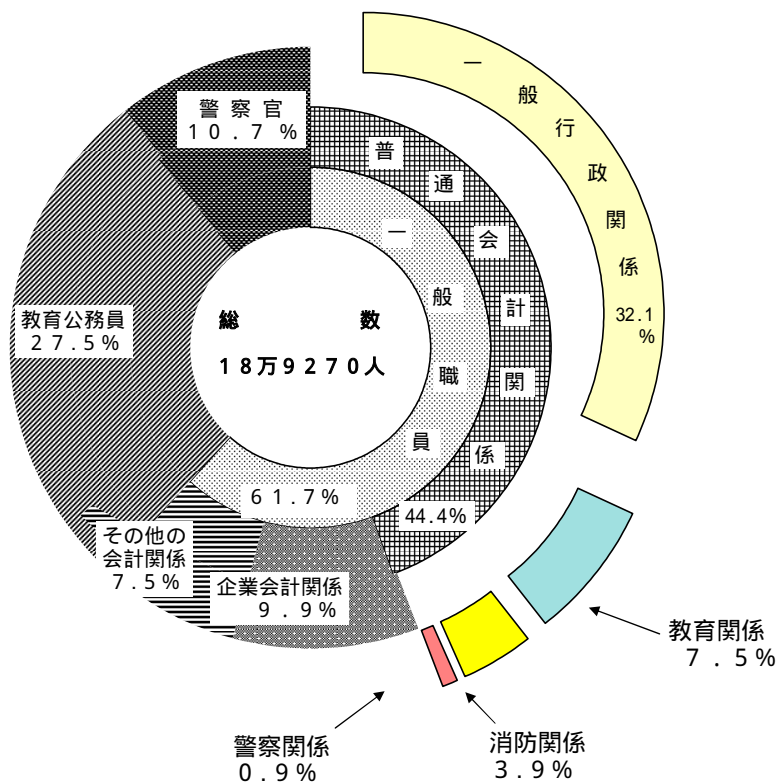 一般行政関係
32.1
%
警察官
10.7%
普通会計関係
44.4%
一般職員
61.7%
総数
18万9270人
教育公務員
27.5%
その他の
会計関係
7.5%
企業会計関係
9.9%
教育関係
7.5%
消防関係
3.9%
警察関係
0.9%